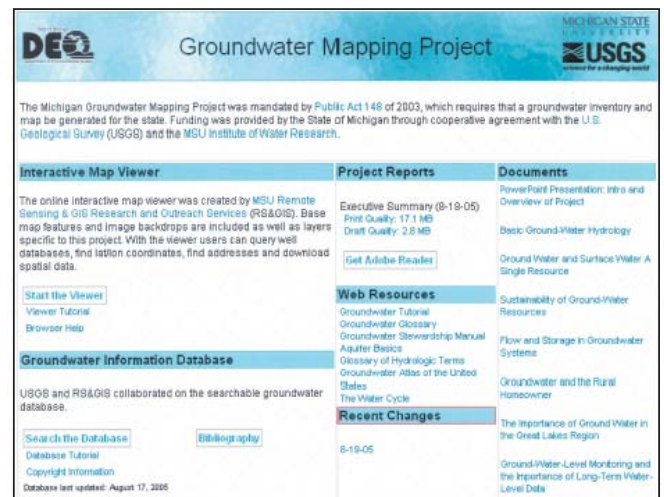 DEQ
Groundwater Mapping Project
MICHIGAN STATE
UNIVERSITY
USGS
science for a changing world
The Michigan Groundwater Mapping Project was mandated by Public Act 148 of 2003, which requires that a groundwater inventory and
map be generated for the state. Funding was provided by the State of Michigan through cooperative agreement with the U.S.
Geological Survey (USGS) and the MSU Institute of Water Research.
Interactive Map Viewer
The online interactive map viewer was created by MSU Remote
Sensing & GIS Research and Outreach Services (RS&GIS). Base
map features and image backdrops are included as well as layers
specific to this project. With the viewer users can query well
databases, find lat/lon coordinates, find addresses and download
spatial data.
Start the Viewer
Viewer Tutorial
Browser Help
Groundwater Information Database
USGS and RS&GIS collaborated on the searchable groundwater
database.
Search the Database
Bibliography
Database Tutorial
Copyright Information
Database last updated: August 17, 2005
Project Reports
Executive Summary (8-18-05)
Print Quality: 17.1 MB
Draft Quality: 2.8 MB
Get Adobe Reader
Web Resources
Groundwater Tutorial
Groundwater Glossary
Groundwater Stewardship Manual
Aquifer Basics
Glossary of Hydrologic Terms
Groundwater Atlas of the United
States
The Water Cycle
Recent Changes
8-19-05
Documents
PowerPoint Presentation: Intro and
Overview of Project
Basic Ground-Water Hydrology
Ground Water and Surface Water A
Single Resource
Sustainability of Ground-Water
Resources
Flow and Storage in Groundwater
Systems
Groundwater and the Rural
Homeowner
The Importance of Ground Water in
the Great Lakes Region
Ground-Water-Level Monitoring and
the Importance of Long-Term Water-
Level Data